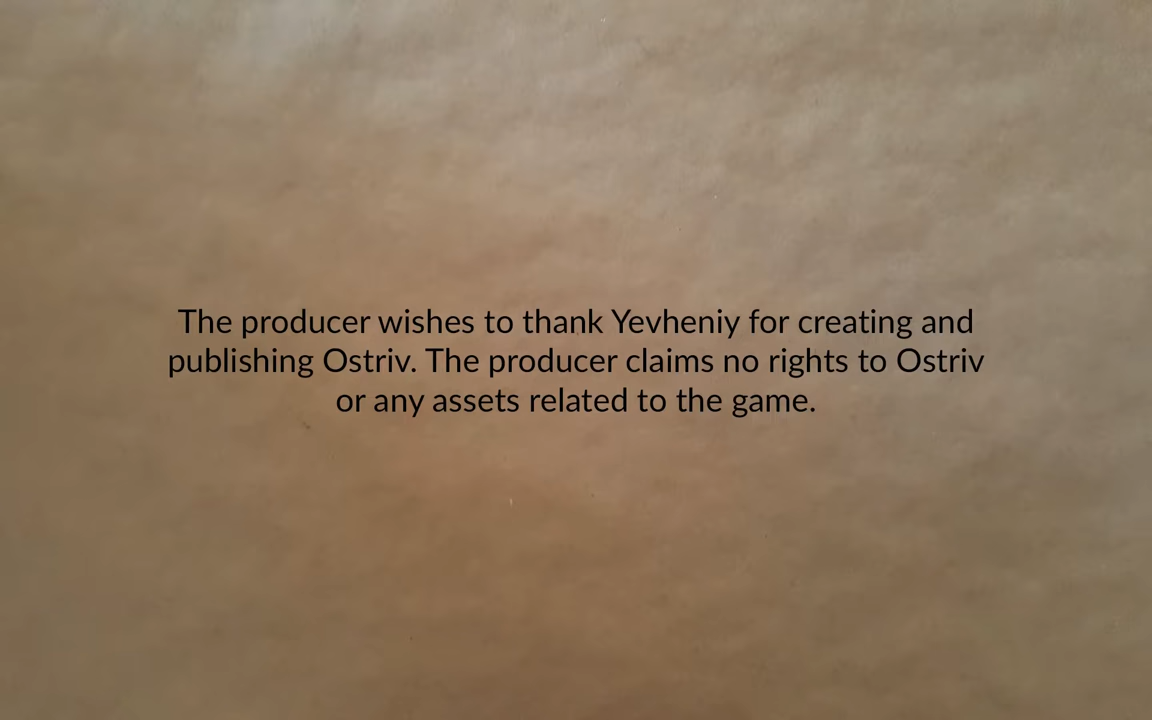 The producer wishes to thank Yevheniy for creating and
publishing Ostriv. The producer claims no rights to Ostriv
or any assets related to the game.